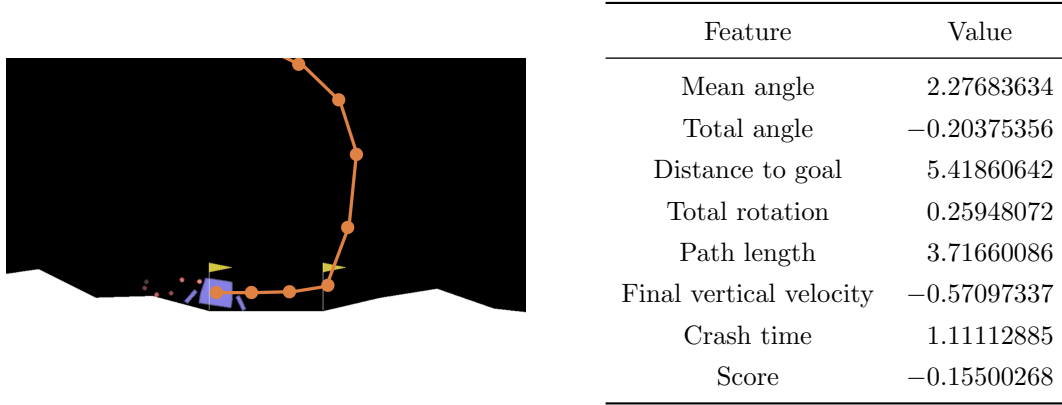 Feature Value
Mean angle 2.27683634
Total angle −0.20375356
Distance to goal 5.41860642
Total rotation 0.25948072
Path length 3.71660086
Final vertical velocity −0.57097337
Crash time 1.11112885
Score −0.15500268